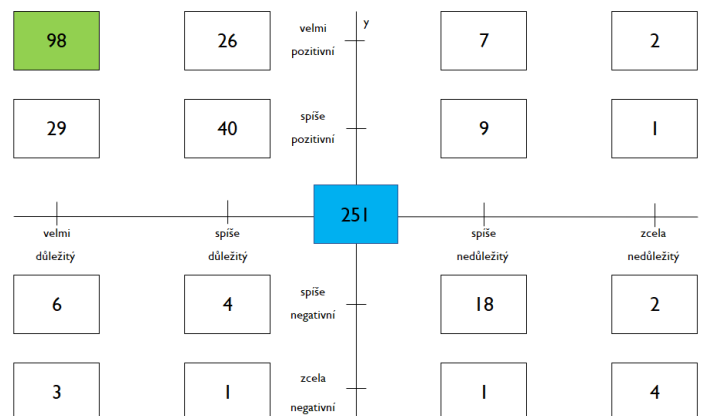 y
98 26 velmi pozitivní 7 2
29 40 spíše pozitivní 9 1
251
velmi důležitý spíše důležitý spíše nedůležitý zcela nedůležitý
6 4 spíše negativní 18 2
3 1 zcela negativní 1 4